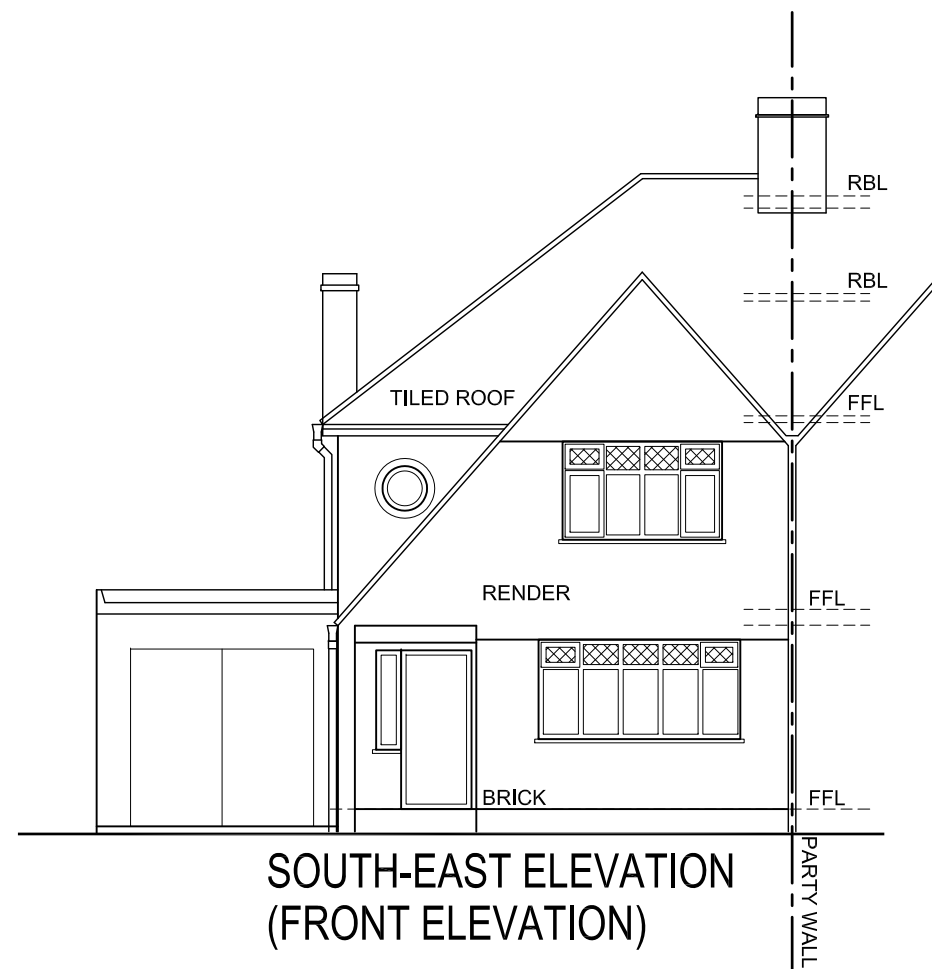 RBL
RBL
TILED ROOF
FFL
RENDER
FFL
BRICK
FFL
SOUTH-EAST ELEVATION
(FRONT ELEVATION)
PARTY WALL